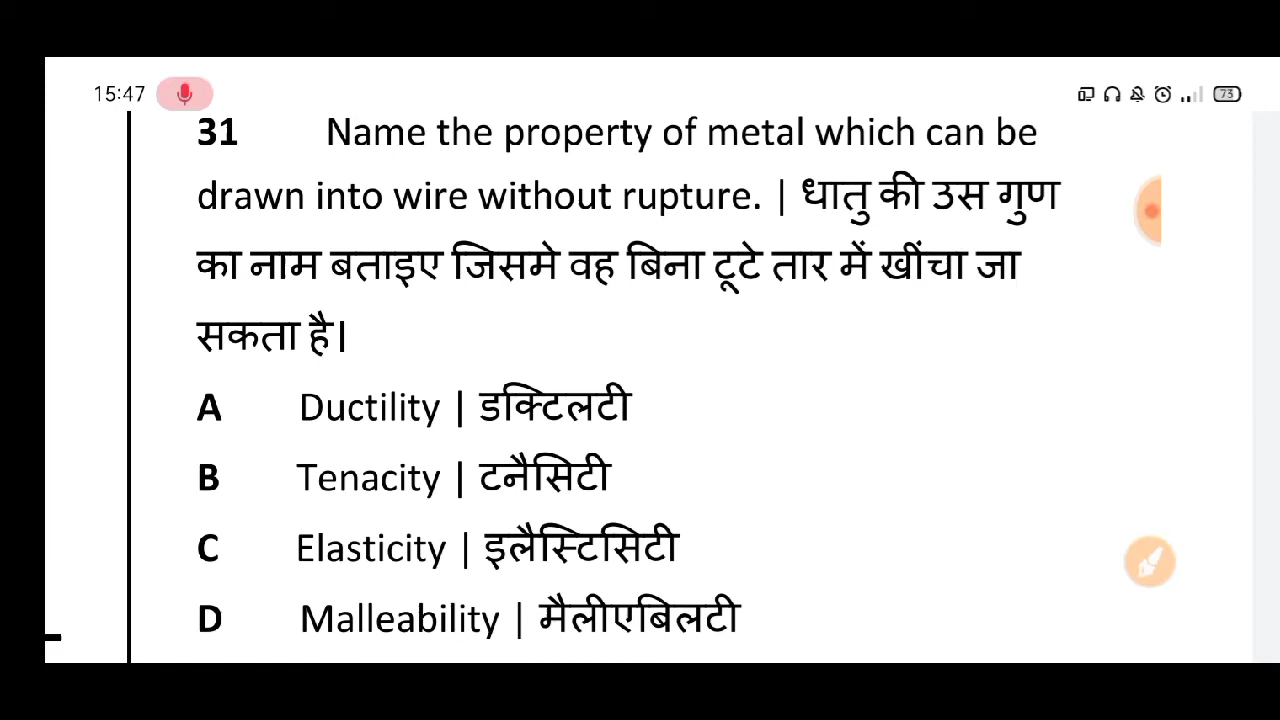 15:47
73
31 Name the property of metal which can be
drawn into wire without rupture. | धातु की उस गुण
का नाम बताइए जिसमे वह बिना टूटे तार में खींचा जा
सकता है।
A Ductility | डक्टिलटी
B Tenacity | टनैसिटी
C Elasticity | इलैस्टिसिटी
D Malleability | मैलीएबिलटी